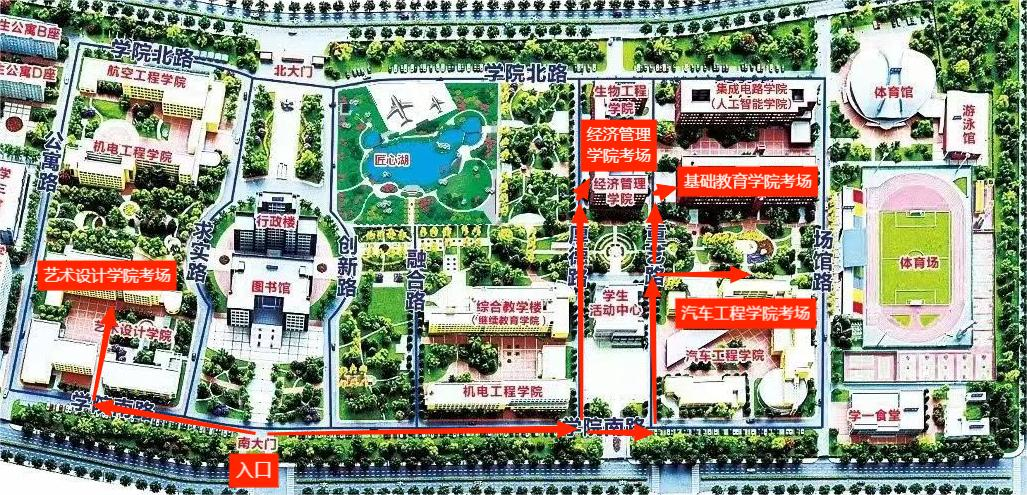 生公寓B座
学院北路
航空工程学院
生公寓D座
北大门
学院北路
生物工程
学院
集成电路学院
(人工智能学院)
体育馆
游泳馆
公寓路
机电工程学院
匠心湖
经济管理
学院考场
经济管理
学院
基础教育学院考场
行政楼
求实路
创新路
融合路
场馆路
艺术设计学院考场
图书馆
体育场
综合教学楼
(继续教育学院)
学生
活动中心
汽车工程学院考场
艺术设计学院
汽车工程学院
机电工程学院
学院南路
学院南路
学一食堂
南大门
入口